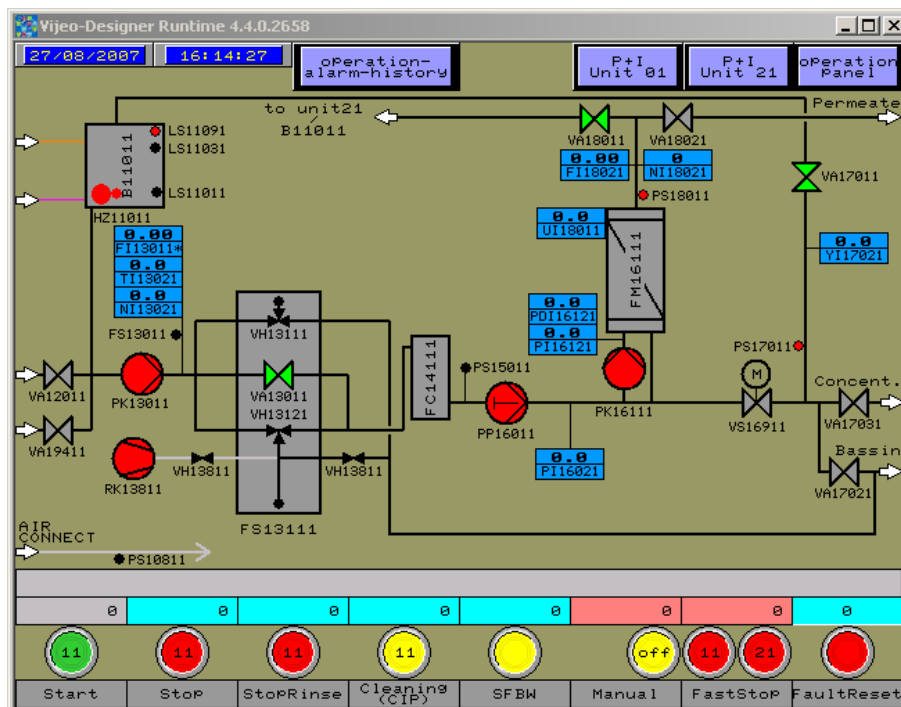 Vijeo-Designer Runtime 4.4.0.2658
27/08/2007 16:14:27
operation-
alarm-history
P+I
Unit 01
P+I
Unit 21
operation
panel
to unit21
B11011
Permeate
VA18011
VA18021
LS11091
LS11031
LS11011
B11011
HZ11011
0.00
FI18021
0
NI18021
PS18011
VA17011
0.0
UI18011
FM16111
0.0
YI17021
0.00
FI13011*
0.0
TI13021
0.0
NI13021
FS13011
VH13111
0.0
PDI16121
0.0
PI16121
PS17011
M
FC14111
PS15011
VA12011
PK13011
VA13011
VH13121
PP16011
PK16111
VS16911
Concent.
VA17031
VA19411
RK13811
VH13811
VH13811
0.0
PI16021
Bassin
VA17021
FS13111
AIR
CONNECT
PS10811
0 0 0 0 0 0 0 0
11 11 11 11 off 11 21
Start Stop StopRinse Cleaning
(CIP) SFBW Manual FastStop FaultReset